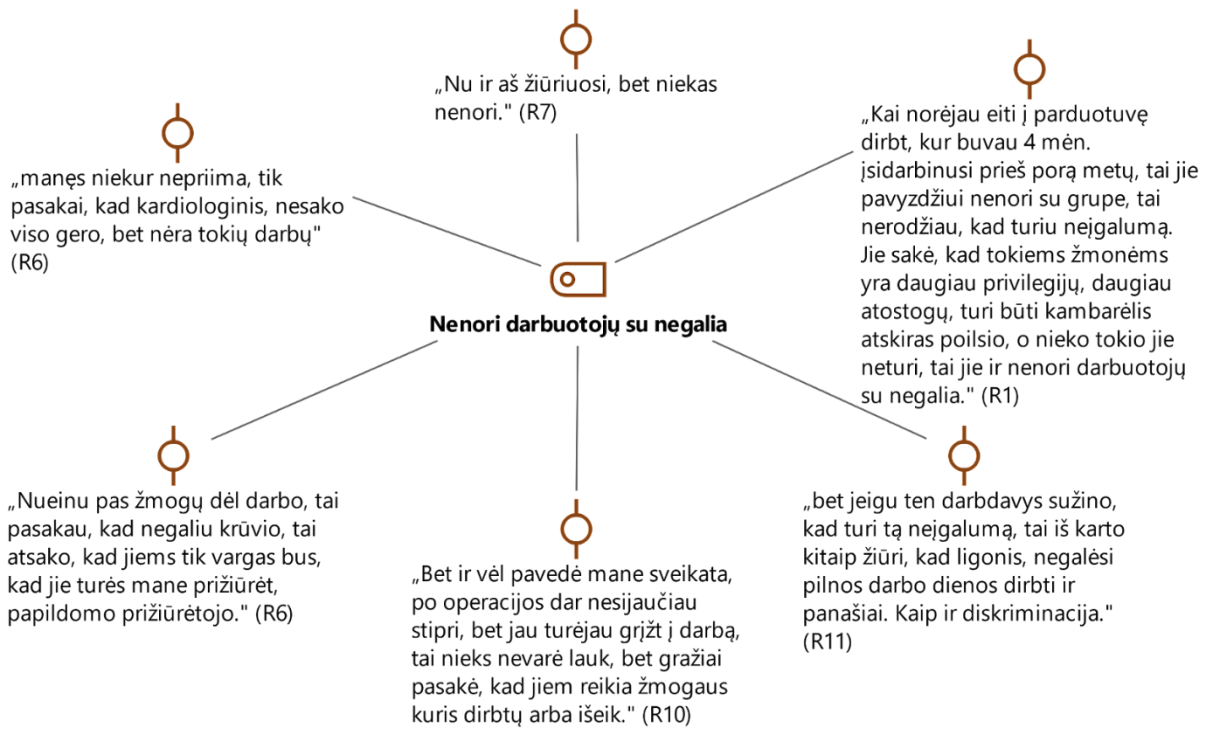 „Nu ir aš žiūriuosi, bet niekas
nenori." (R7)
„Kai norėjau eiti į parduotuvę
dirbt, kur buvau 4 mėn.
įsidarbinusi prieš porą metų, tai jie
pavyzdžiui nenori su grupe, tai
nerodžiau, kad turiu neįgalumą.
Jie sakė, kad tokiems žmonėms
yra daugiau privilegijų, daugiau
atostogų, turi būti kambarėlis
atskiras poilsio, o nieko tokio jie
neturi, tai jie ir nenori darbuotojų
su negalia." (R1)
„manęs niekur nepriima, tik
pasakai, kad kardiologinis, nesako
viso gero, bet nėra tokių darbų"
(R6)
Nenori darbuotojų su negalia
„Nueinu pas žmogų dėl darbo, tai
pasakau, kad negaliu krūvio, tai
atsako, kad jiems tik vargas bus,
kad jie turės mane prižiūrėt,
papildomo prižiūrėtojo." (R6)
„Bet ir vėl pavedė mane sveikata,
po operacijos dar nesijaučiau
stipri, bet jau turėjau grįžt į darbą,
tai nieks nevarė lauk, bet gražiai
pasakė, kad jiem reikia žmogaus
kuris dirbtų arba išeik." (R10)
„bet jeigu ten darbdavys sužino,
kad turi tą neįgalumą, tai iš karto
kitaip žiūri, kad ligonis, negalėsi
pilnos darbo dienos dirbti ir
panašiai. Kaip ir diskriminacija."
(R11)